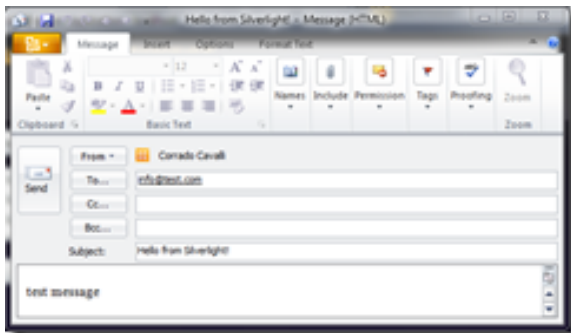 Hello from Silverlight! - Message (HTML)
Message Insert Options Format Text
12
Paste
B I U
Names Include Permission Tags Proofing Zoom
Clipboard Basic Text Zoom
From Corrado Cavalli
Send
To... info@test.com
Cc...
Bcc...
Subject: Hello from Silverlight!
test message